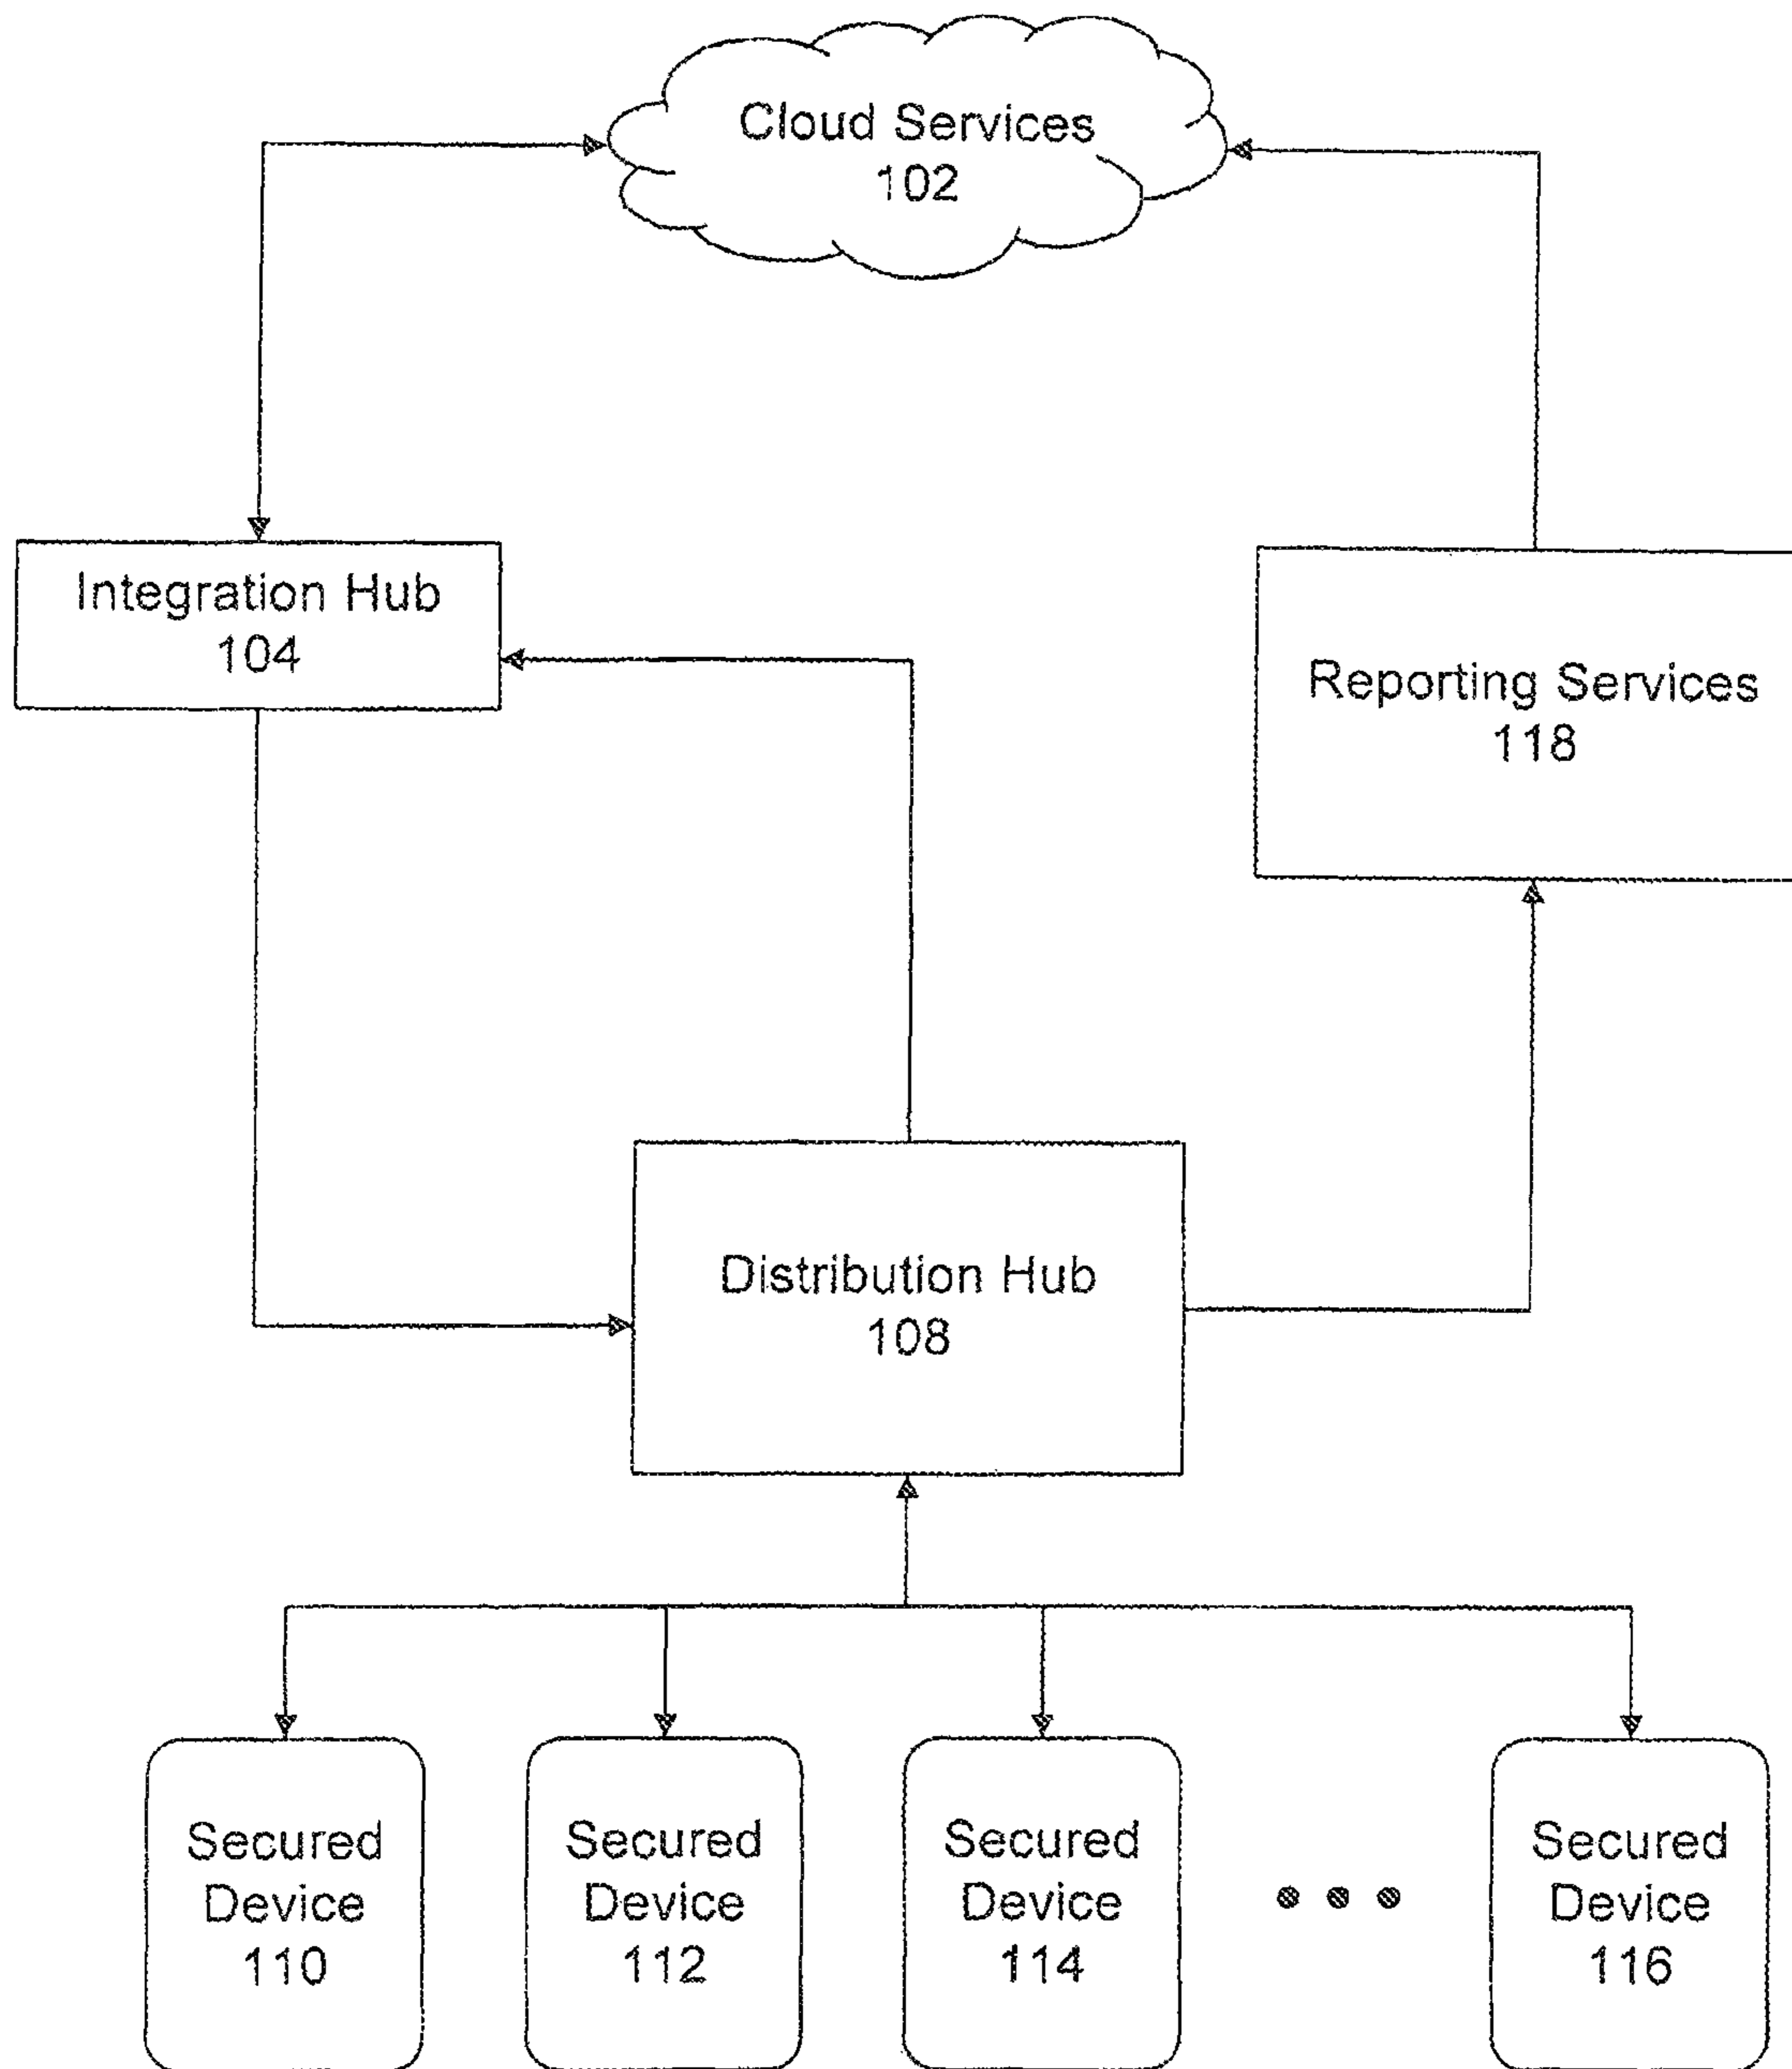 Cloud Services
102
Integration Hub
104
Reporting Services
118
Distribution Hub
108
Secured
Device
110
Secured
Device
112
Secured
Device
114
Secured
Device
116